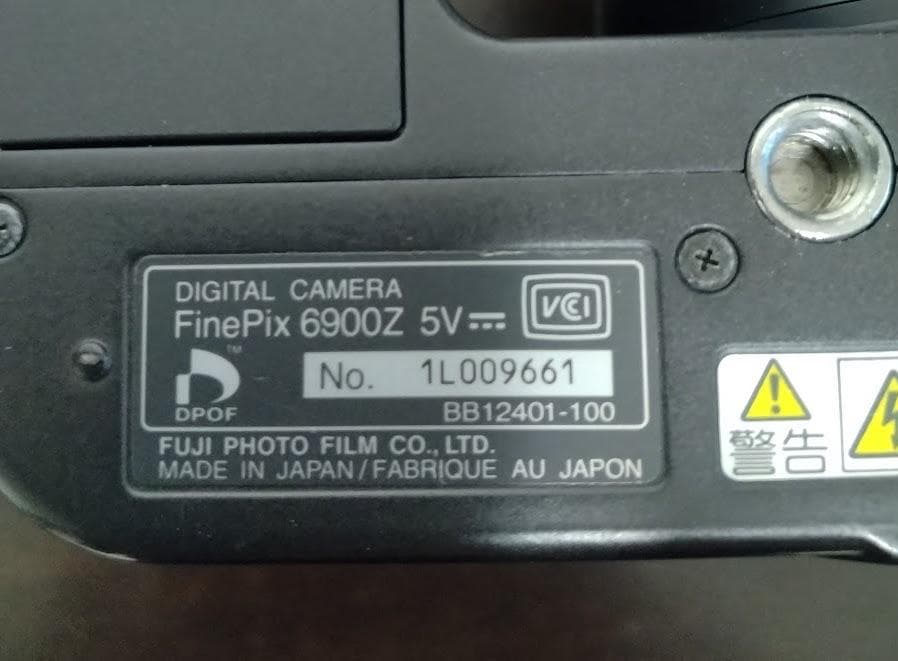 DIGITAL CAMERA
FinePix 6900Z 5V⎓
VCCI
™
DPOF
No. 1L009661
BB12401-100
FUJI PHOTO FILM CO., LTD.
MADE IN JAPAN / FABRIQUE AU JAPON
警告